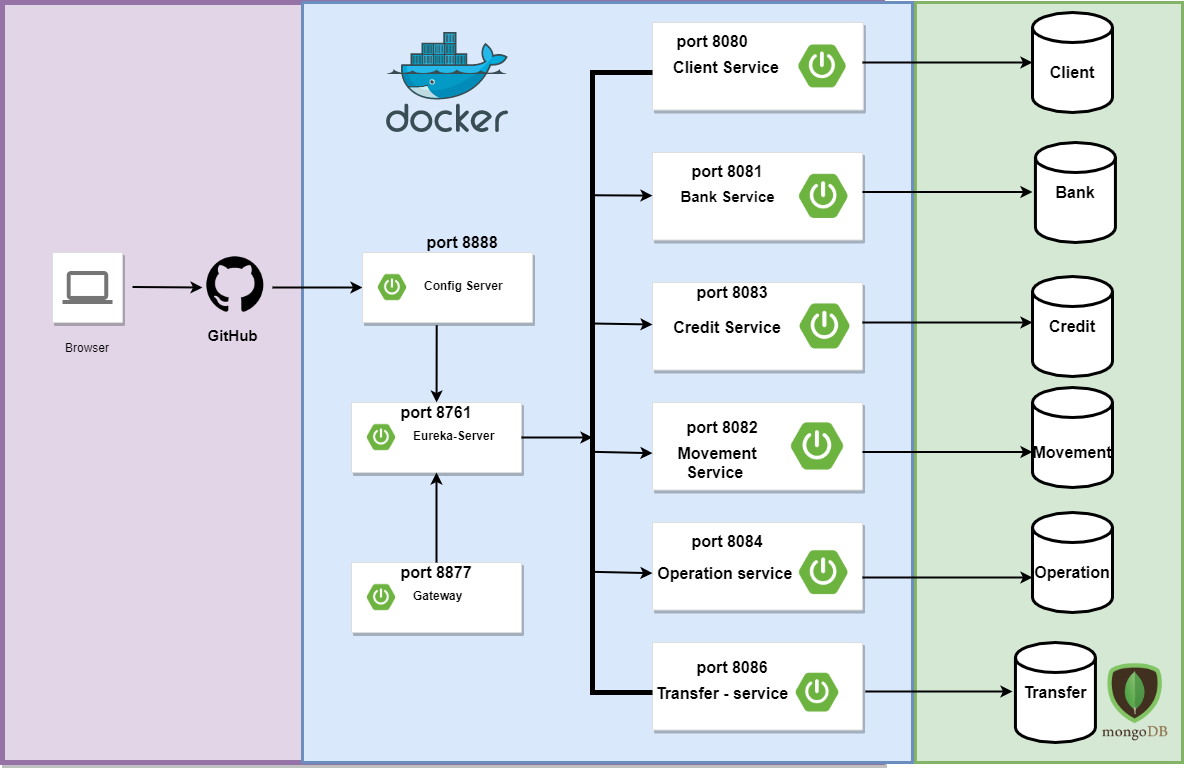 docker
Browser
GitHub
port 8888
Config Server
port 8761
Eureka-Server
port 8877
Gateway
port 8080
Client Service
port 8081
Bank Service
port 8083
Credit Service
port 8082
Movement
Service
port 8084
Operation service
port 8086
Transfer - service
Client
Bank
Credit
Movement
Operation
Transfer
mongoDB